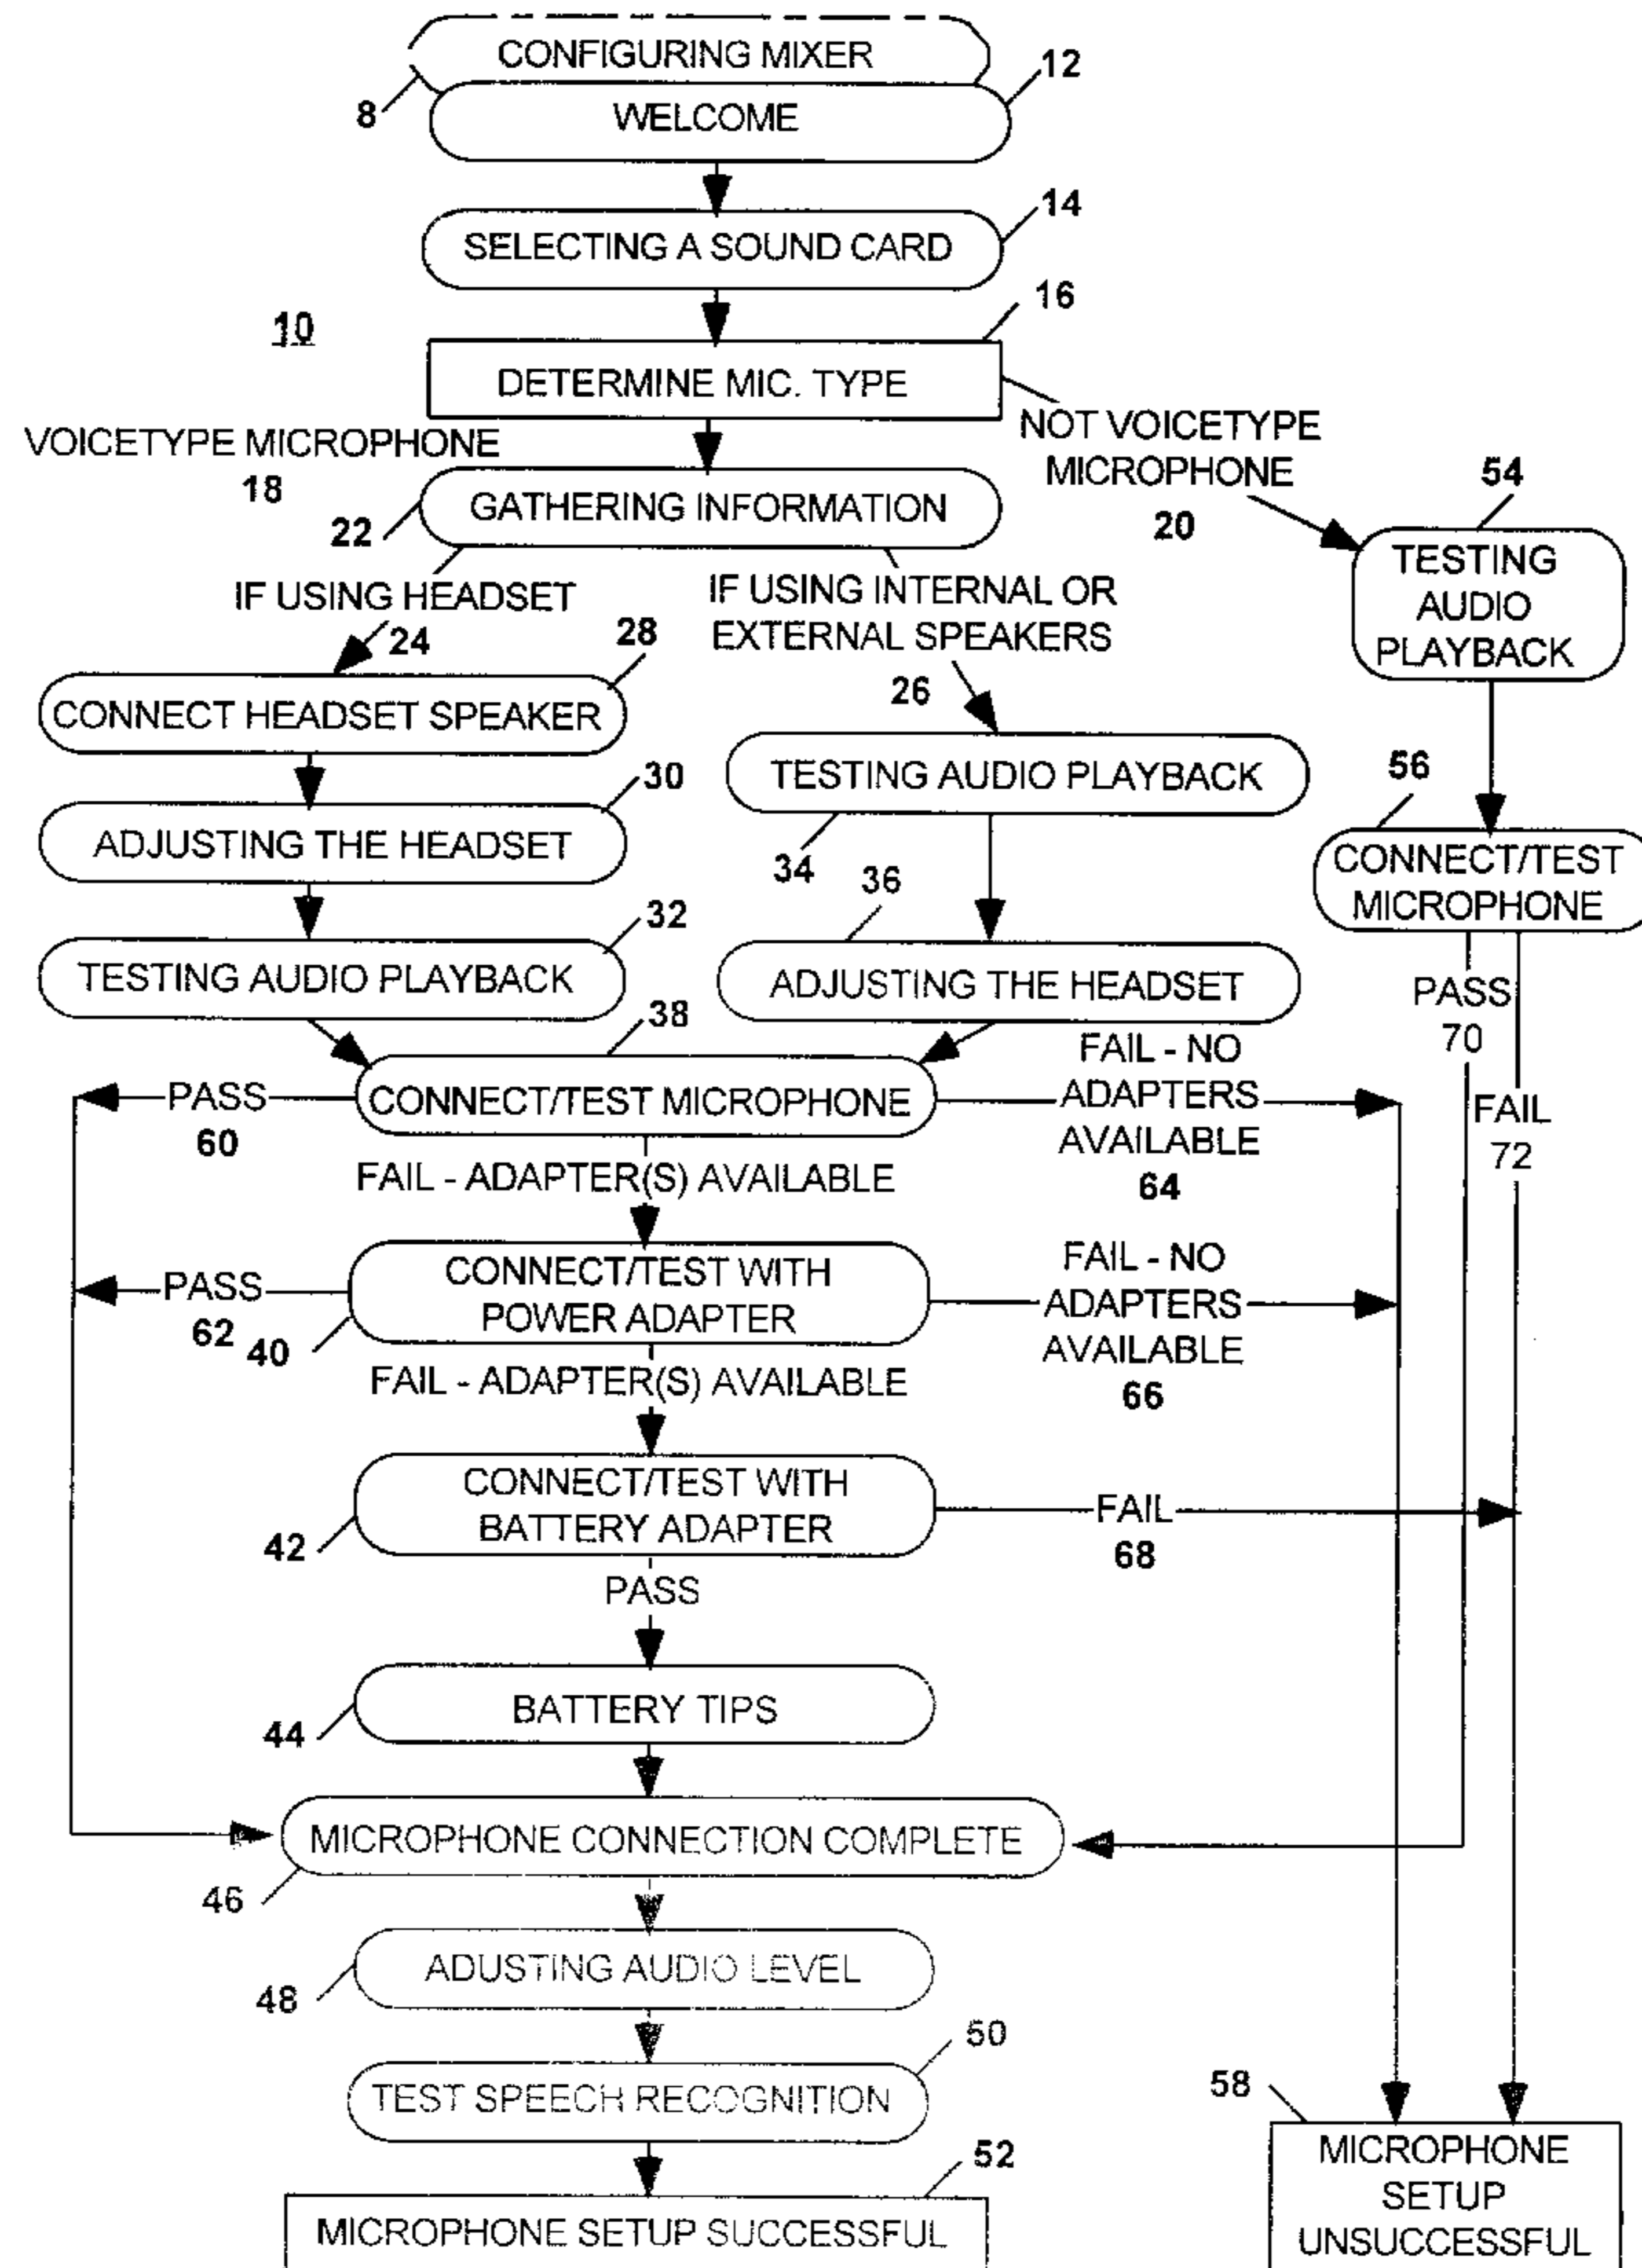 CONFIGURING MIXER
8
12
WELCOME
14
SELECTING A SOUND CARD
10
16
DETERMINE MIC. TYPE
VOICETYPE MICROPHONE
18
NOT VOICETYPE
MICROPHONE
20
22
GATHERING INFORMATION
54
TESTING
AUDIO
PLAYBACK
IF USING HEADSET
24
IF USING INTERNAL OR
EXTERNAL SPEAKERS
26
28
CONNECT HEADSET SPEAKER
30
ADJUSTING THE HEADSET
32
TESTING AUDIO PLAYBACK
TESTING AUDIO PLAYBACK
34
36
ADJUSTING THE HEADSET
56
CONNECT/TEST
MICROPHONE
PASS
70
FAIL
72
38
CONNECT/TEST MICROPHONE
PASS
60
FAIL - NO
ADAPTERS
AVAILABLE
64
FAIL - ADAPTER(S) AVAILABLE
CONNECT/TEST WITH
POWER ADAPTER
PASS
62
40
FAIL - NO
ADAPTERS
AVAILABLE
66
FAIL - ADAPTER(S) AVAILABLE
CONNECT/TEST WITH
BATTERY ADAPTER
42
FAIL
68
PASS
BATTERY TIPS
44
MICROPHONE CONNECTION COMPLETE
46
ADUSTING AUDIO LEVEL
48
50
TEST SPEECH RECOGNITION
52
MICROPHONE SETUP SUCCESSFUL
58
MICROPHONE
SETUP
UNSUCCESSFUL